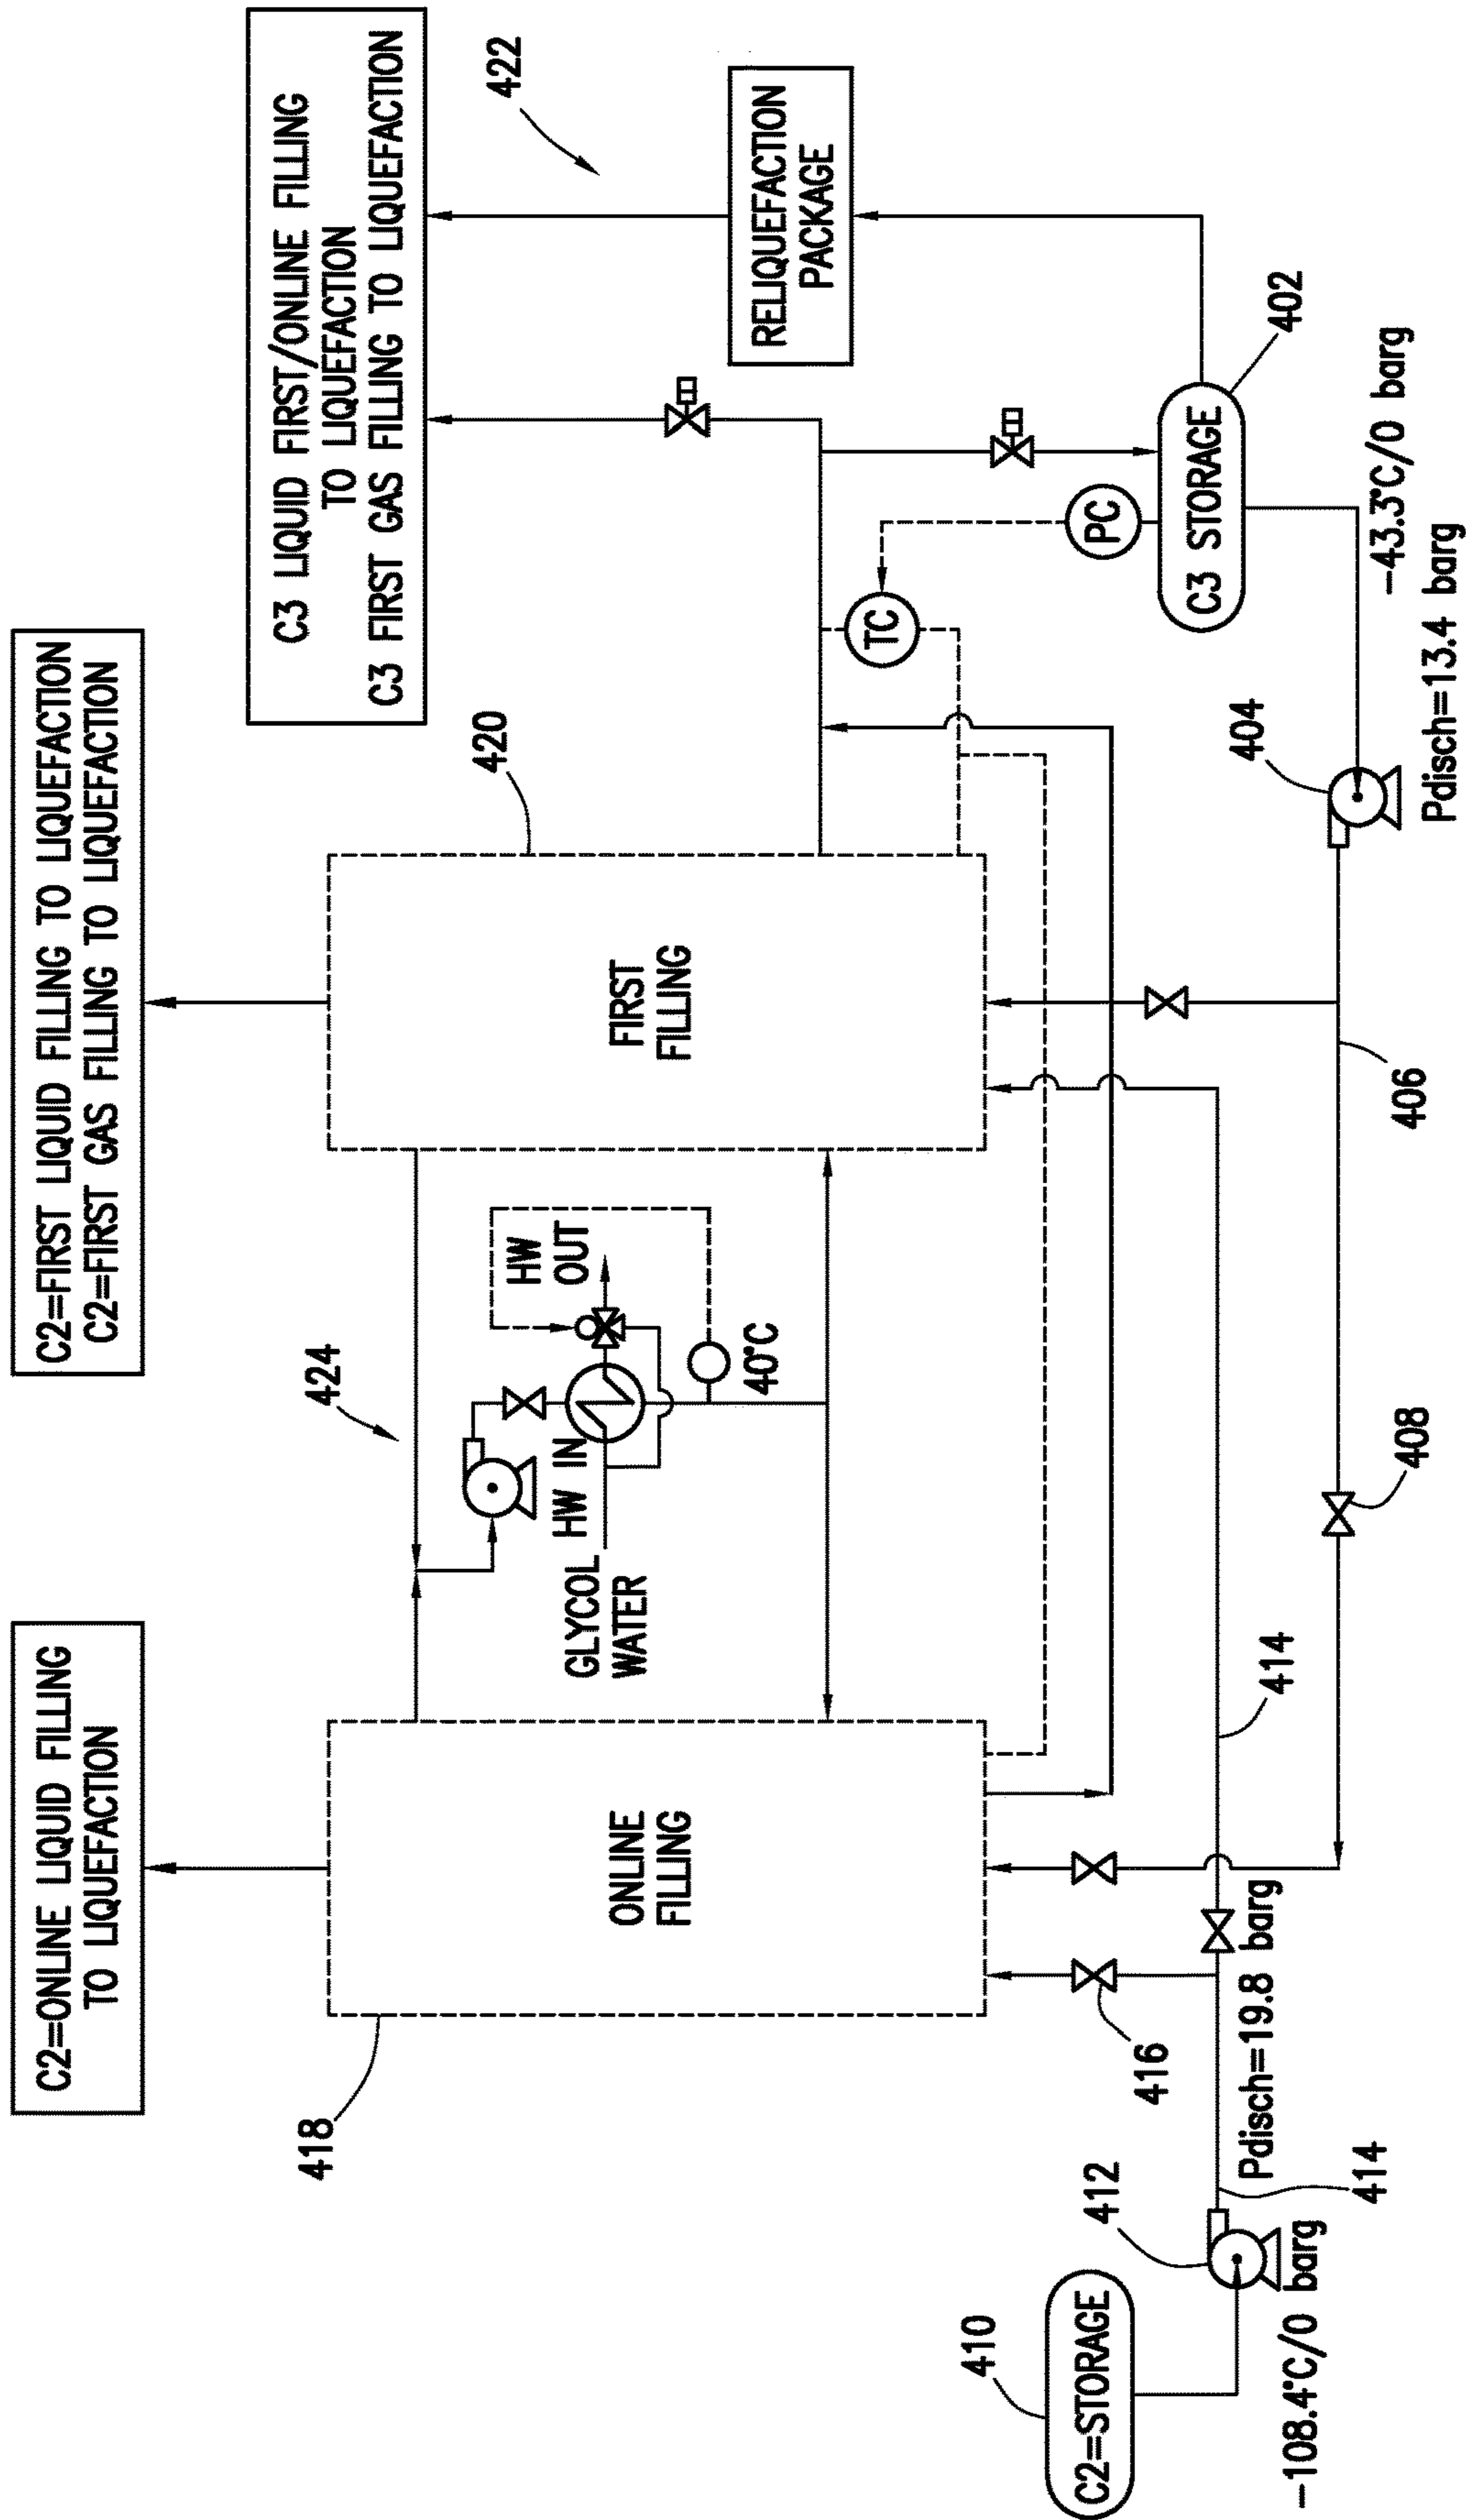 C2=ONLINE LIQUID FILLING
TO LIQUEFACTION
C2=FIRST LIQUID FILLING TO LIQUEFACTION
C2=FIRST GAS FILLING TO LIQUEFACTION
C3 LIQUID FIRST/ONLINE FILLING
TO LIQUEFACTION
C3 FIRST GAS FILLING TO LIQUEFACTION
418
424
420
422
HW
OUT
HW IN
GLYCOL
WATER
40°C
ONLINE
FILLING
FIRST
FILLING
RELIQUEFACTION
PACKAGE
TC
PC
C3 STORAGE
402
-43.3°C/0 barg
404
Pdisch=13.4 barg
406
408
414
416
Pdisch=19.8 barg
410
412
414
C2=STORAGE
-108.4°C/0 barg